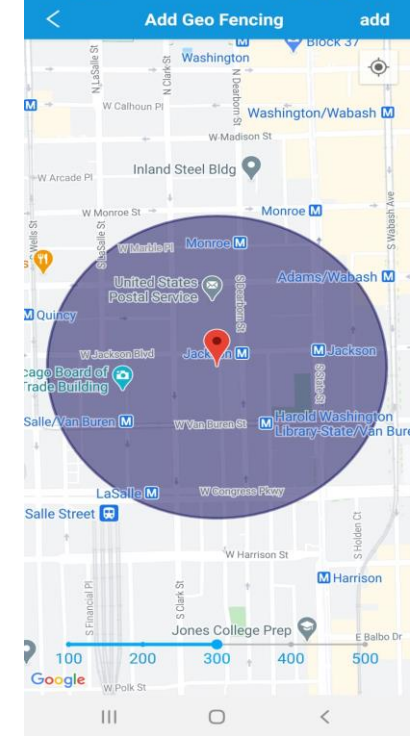 Add Geo Fencing
add
Block 37
Washington
N LaSalle St
N Clark St
N Dearborn St
W Calhoun Pl
Washington/Wabash
W Madison St
Inland Steel Bldg
W Arcade Pl
W Monroe St
Monroe
S Wabash Ave
S Wells St
S LaSalle St
W Marble Pl
Monroe
United States
Postal Service
S Dearborn St
Adams/Wabash
Quincy
W Jackson Blvd
Jackson
Jackson
cago Board of
Trade Building
S State St
Salle/Van Buren
W Van Buren St
Harold Washington
Library-State/Van Bure
LaSalle
W Congress Pkwy
Salle Street
S Holden Ct
W Harrison St
Harrison
S Financial Pl
S Clark St
Jones College Prep
E Balbo Dr
100 200 300 400 500
Google
W Polk St